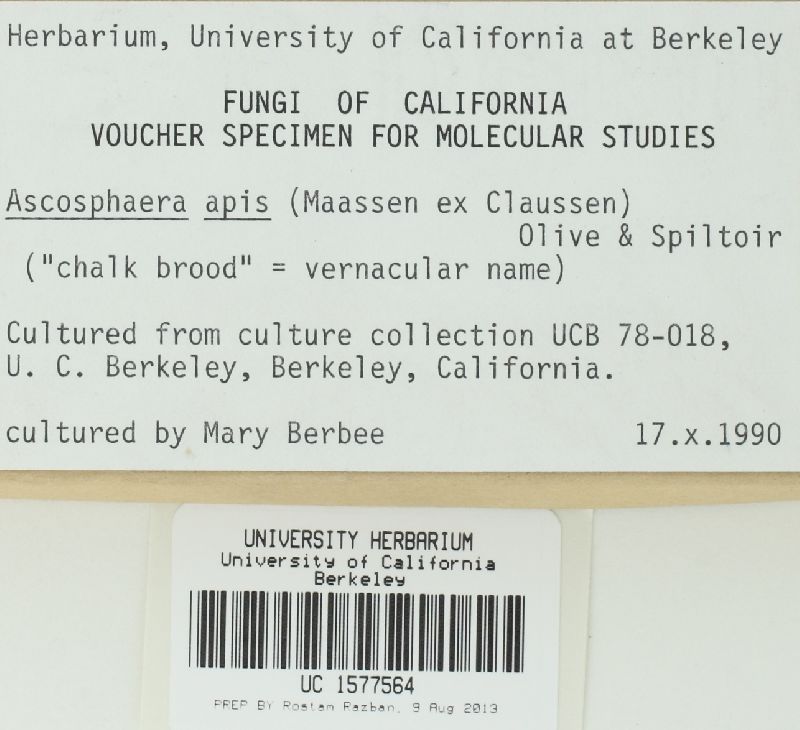 Herbarium, University of California at Berkeley
FUNGI OF CALIFORNIA
VOUCHER SPECIMEN FOR MOLECULAR STUDIES
Ascosphaera apis (Maassen ex Claussen)
Olive & Spiltoir
("chalk brood" = vernacular name)
Cultured from culture collection UCB 78-018,
U. C. Berkeley, Berkeley, California.
cultured by Mary Berbee 17.x.1990
UNIVERSITY HERBARIUM
University of California
Berkeley
UC 1577564
PREP BY Rostam Razban, 9 Aug 2013